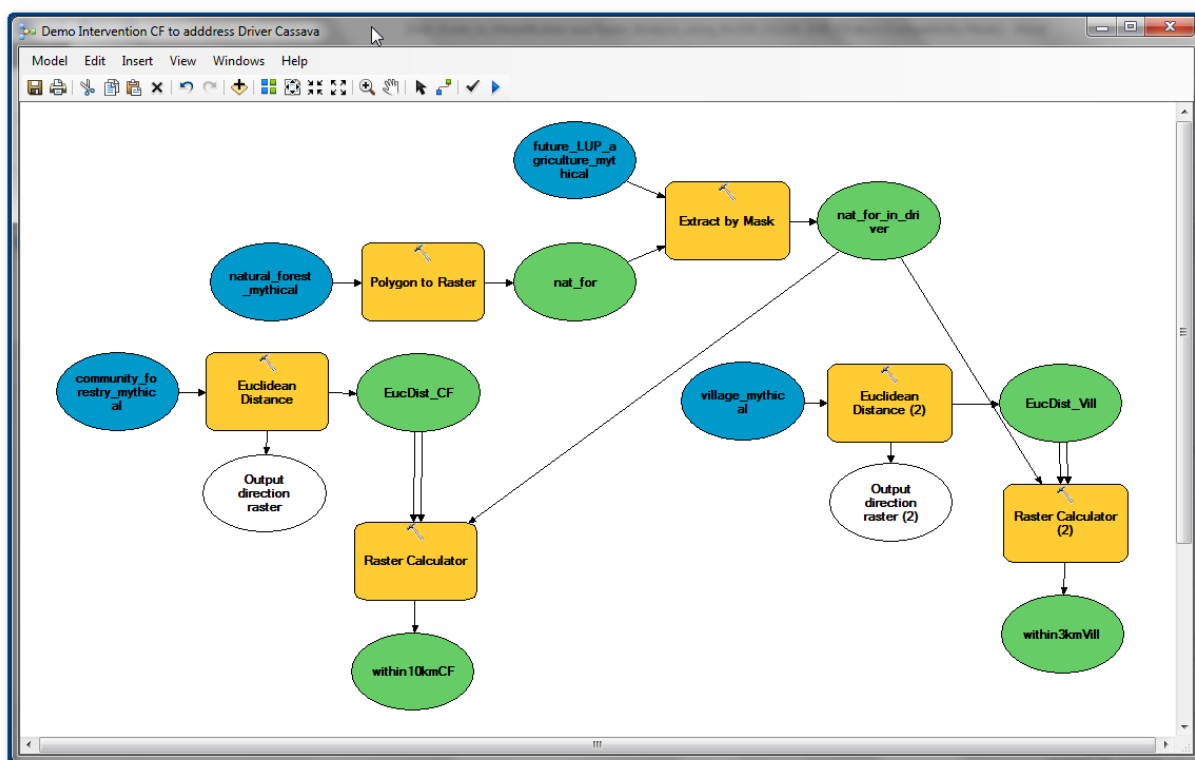 Demo Intervention CF to adddress Driver Cassava
Model Edit Insert View Windows Help
future_LUP_a
griculture_myt
hical
Extract by Mask
nat_for_in_dri
ver
natural_forest
_mythical
Polygon to Raster
nat_for
community_fo
restry_mythic
al
Euclidean
Distance
EucDist_CF
village_mythic
al
Euclidean
Distance (2)
EucDist_Vill
Output
direction
raster
Output
direction
raster (2)
Raster Calculator
(2)
Raster Calculator
within3kmVill
within10kmCF